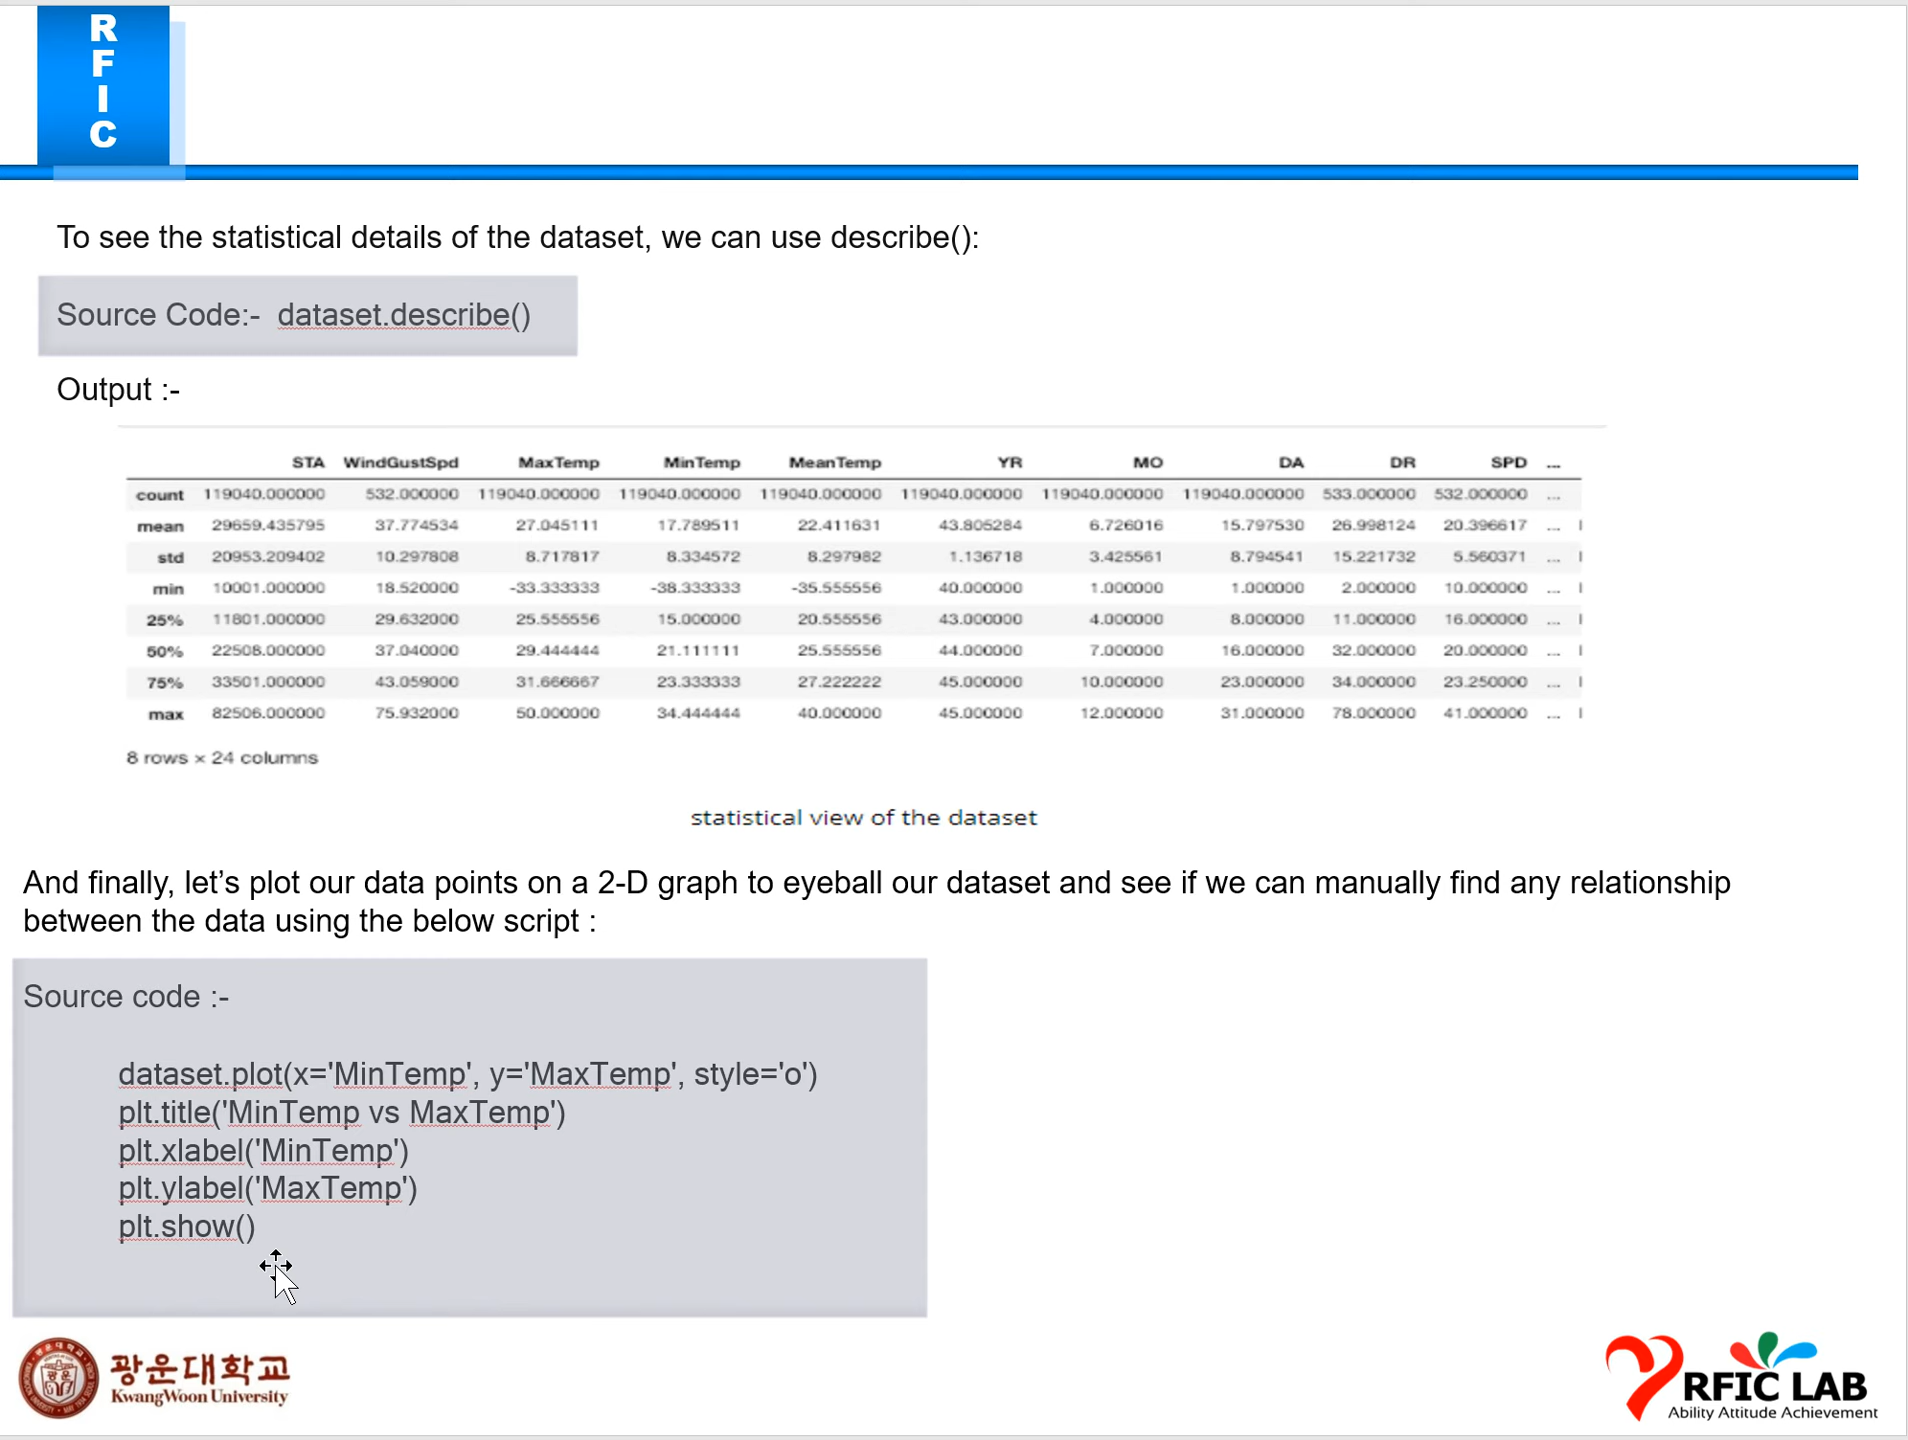 R
F
I
C
To see the statistical details of the dataset, we can use describe():
Source Code:- dataset.describe()
Output :-
STA WindGustSpd MaxTemp MinTemp MeanTemp YR MO DA DR SPD ...
count 119040.000000 532.000000 119040.000000 119040.000000 119040.000000 119040.000000 119040.000000 119040.000000 533.000000 532.000000 ...
mean 29659.435795 37.774534 27.045111 17.789511 22.411631 43.805284 6.726016 15.797530 26.998124 20.396617 ...
std 20953.209402 10.297808 8.717817 8.334572 8.297982 1.136718 3.425561 8.794541 15.221732 5.560371 ...
min 10001.000000 18.520000 -33.333333 -38.333333 -35.555556 40.000000 1.000000 1.000000 2.000000 10.000000 ...
25% 11801.000000 29.632000 25.555556 15.000000 20.555556 43.000000 4.000000 8.000000 11.000000 16.000000 ...
50% 22508.000000 37.040000 29.444444 21.111111 25.555556 44.000000 7.000000 16.000000 32.000000 20.000000 ...
75% 33501.000000 43.059000 31.666667 23.333333 27.222222 45.000000 10.000000 23.000000 34.000000 23.250000 ...
max 82506.000000 75.932000 50.000000 34.444444 40.000000 45.000000 12.000000 31.000000 78.000000 41.000000 ...
8 rows × 24 columns
statistical view of the dataset
And finally, let’s plot our data points on a 2-D graph to eyeball our dataset and see if we can manually find any relationship
between the data using the below script :
Source code :-
dataset.plot(x='MinTemp', y='MaxTemp', style='o')
plt.title('MinTemp vs MaxTemp')
plt.xlabel('MinTemp')
plt.ylabel('MaxTemp')
plt.show()
광운대학교
KwangWoon University
RFIC LAB
Ability Attitude Achievement